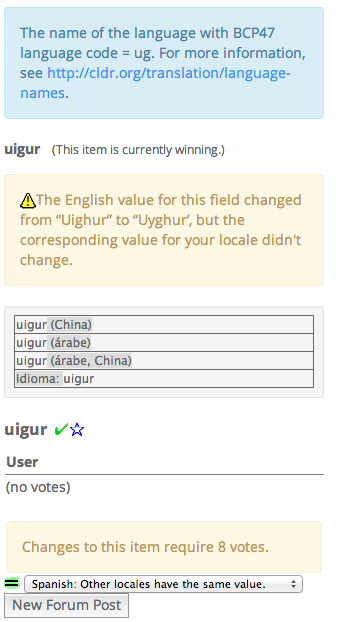 The name of the language with BCP47
language code = ug. For more information,
see http://cldr.org/translation/language-
names.
uigur (This item is currently winning.)
The English value for this field changed
from “Uighur” to “Uyghur’, but the
corresponding value for your locale didn't
change.
uigur (China)
uigur (árabe)
uigur (árabe, China)
Idioma: uigur
uigur
User
(no votes)
Changes to this item require 8 votes.
Spanish: Other locales have the same value.
New Forum Post